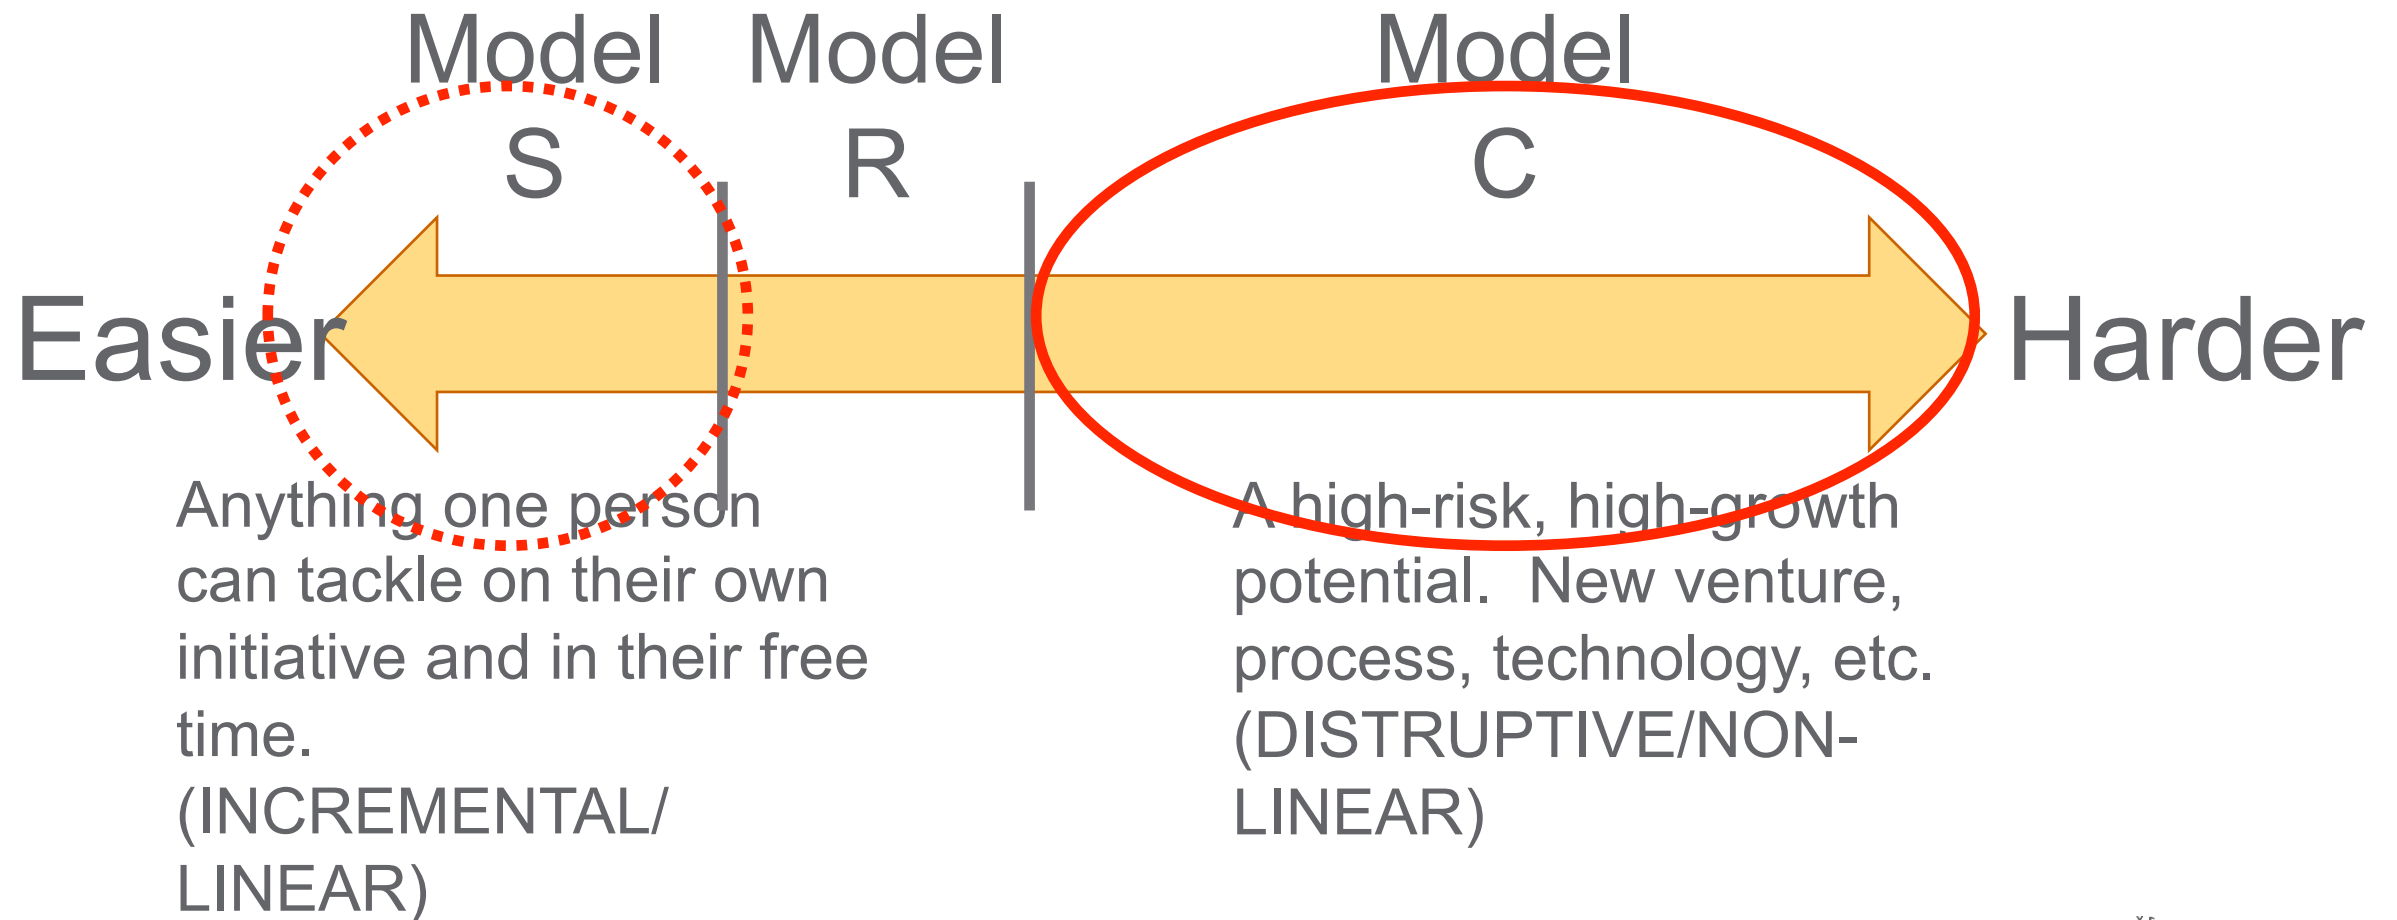 Model Model Model
S R C
Easier Harder
Anything one person
can tackle on their own
initiative and in their free
time.
(INCREMENTAL/
LINEAR)
A high-risk, high-growth
potential.  New venture,
process, technology, etc.
(DISTRUPTIVE/NON-
LINEAR)